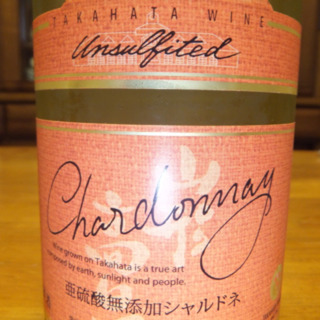 TAKAHATA WINE
Unsulfited
Chardonnay
Wine grown on Takahata is a true art
composed by earth, sunlight and people.
亜硫酸無添加シャルドネ